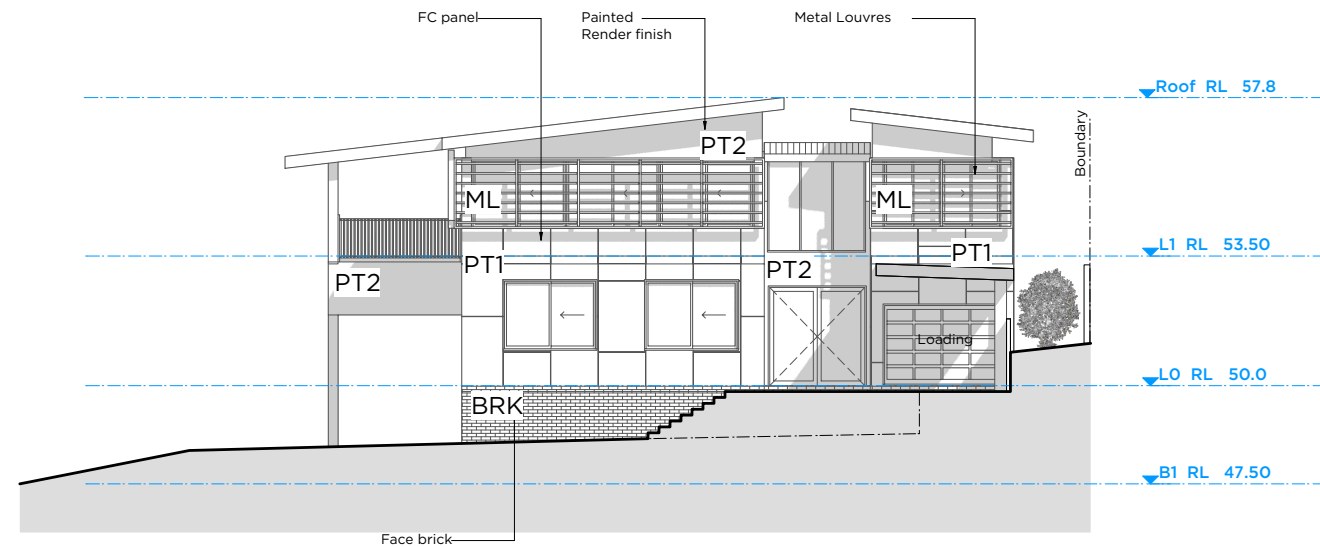 FC panel
Painted
Render finish
Metal Louvres
Roof RL 57.8
Boundary
PT2
ML
ML
L1 RL 53.50
PT1
PT1
PT2
PT2
Loading
L0 RL 50.0
BRK
B1 RL 47.50
Face brick